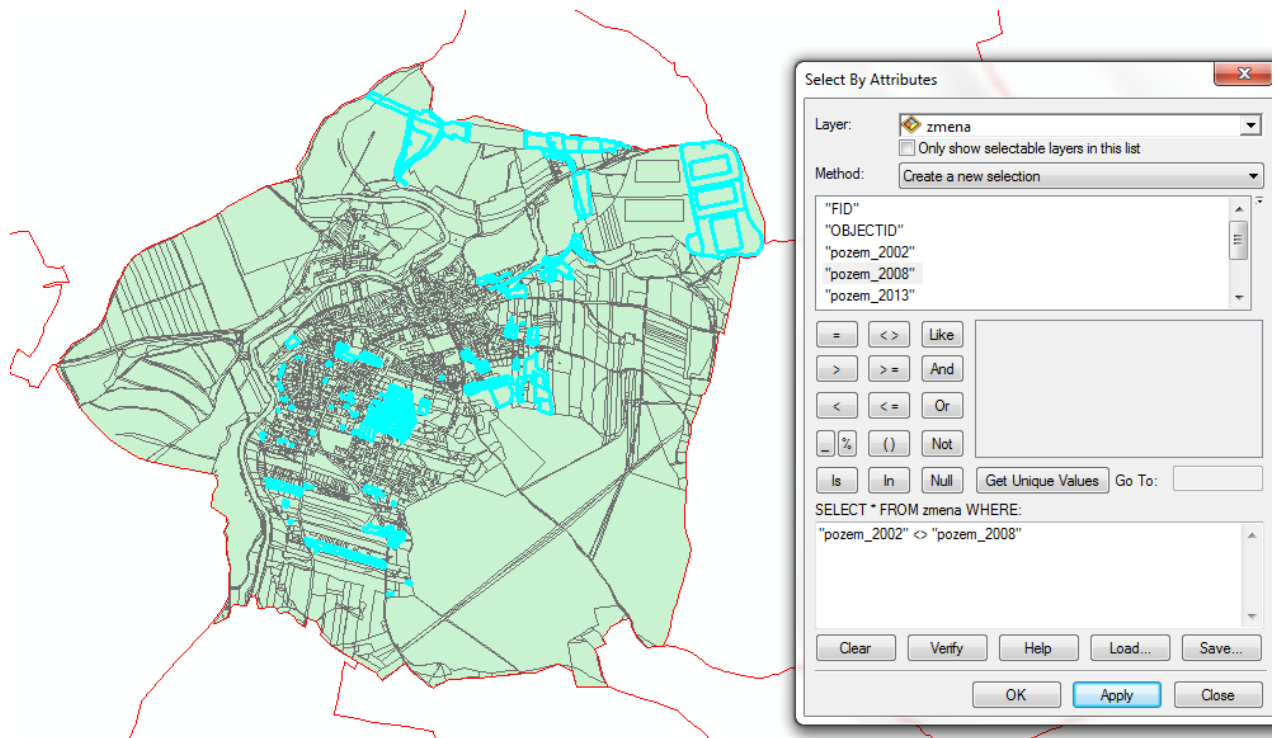 Select By Attributes
Layer: zmena
Only show selectable layers in this list
Method: Create a new selection
"FID"
"OBJECTID"
"pozem_2002"
"pozem_2008"
"pozem_2013"
= < > Like
> > = And
< < = Or
_ % ( ) Not
Is In Null Get Unique Values Go To:
SELECT * FROM zmena WHERE:
"pozem_2002" <> "pozem_2008"
Clear Verify Help Load... Save...
OK Apply Close